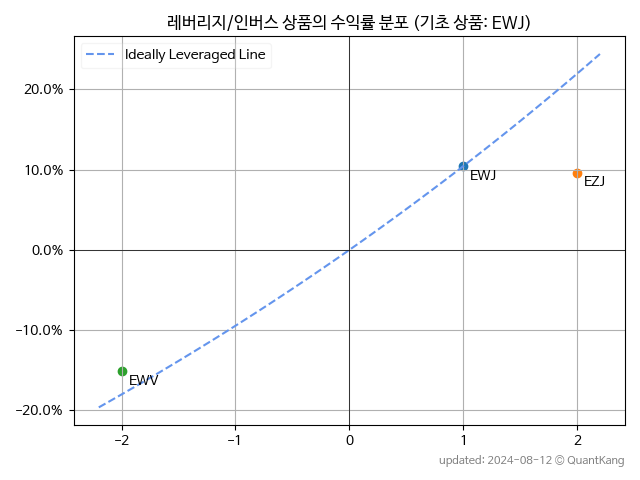 레버리지/인버스 상품의 수익률 분포 (기초 상품: EWJ)
Ideally Leveraged Line
20.0%
10.0%
0.0%
−10.0%
−20.0%
EWJ
EZJ
EWV
−2 −1 0 1 2
updated: 2024-08-12 © QuantKang